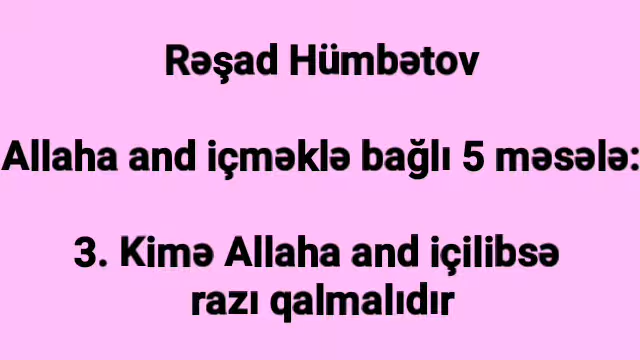 Rəşad Hümbətov
Allaha and içməklə bağlı 5 məsələ:
3. Kimə Allaha and içilibsə
razı qalmalıdır